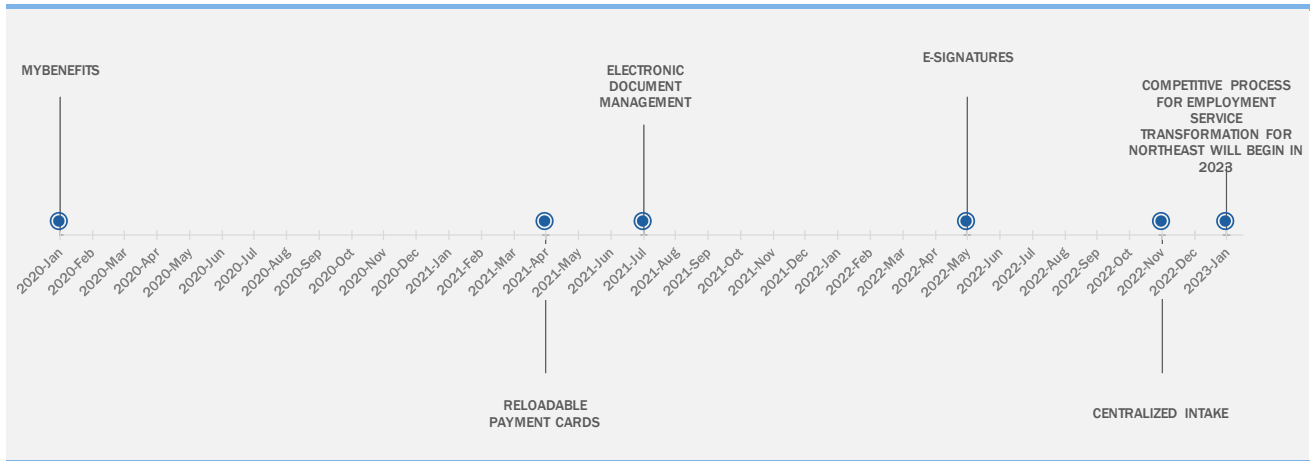 MYBENEFITS
ELECTRONIC
DOCUMENT
MANAGEMENT
E-SIGNATURES
COMPETITIVE PROCESS
FOR EMPLOYMENT
SERVICE
TRANSFORMATION FOR
NORTHEAST WILL BEGIN IN
2023
2020-Jan
2020-Feb
2020-Mar
2020-Apr
2020-May
2020-Jun
2020-Jul
2020-Aug
2020-Sep
2020-Oct
2020-Nov
2020-Dec
2021-Jan
2021-Feb
2021-Mar
2021-Apr
2021-May
2021-Jun
2021-Jul
2021-Aug
2021-Sep
2021-Oct
2021-Nov
2021-Dec
2022-Jan
2022-Feb
2022-Mar
2022-Apr
2022-May
2022-Jun
2022-Jul
2022-Aug
2022-Sep
2022-Oct
2022-Nov
2022-Dec
2023-Jan
RELOADABLE
PAYMENT CARDS
CENTRALIZED INTAKE